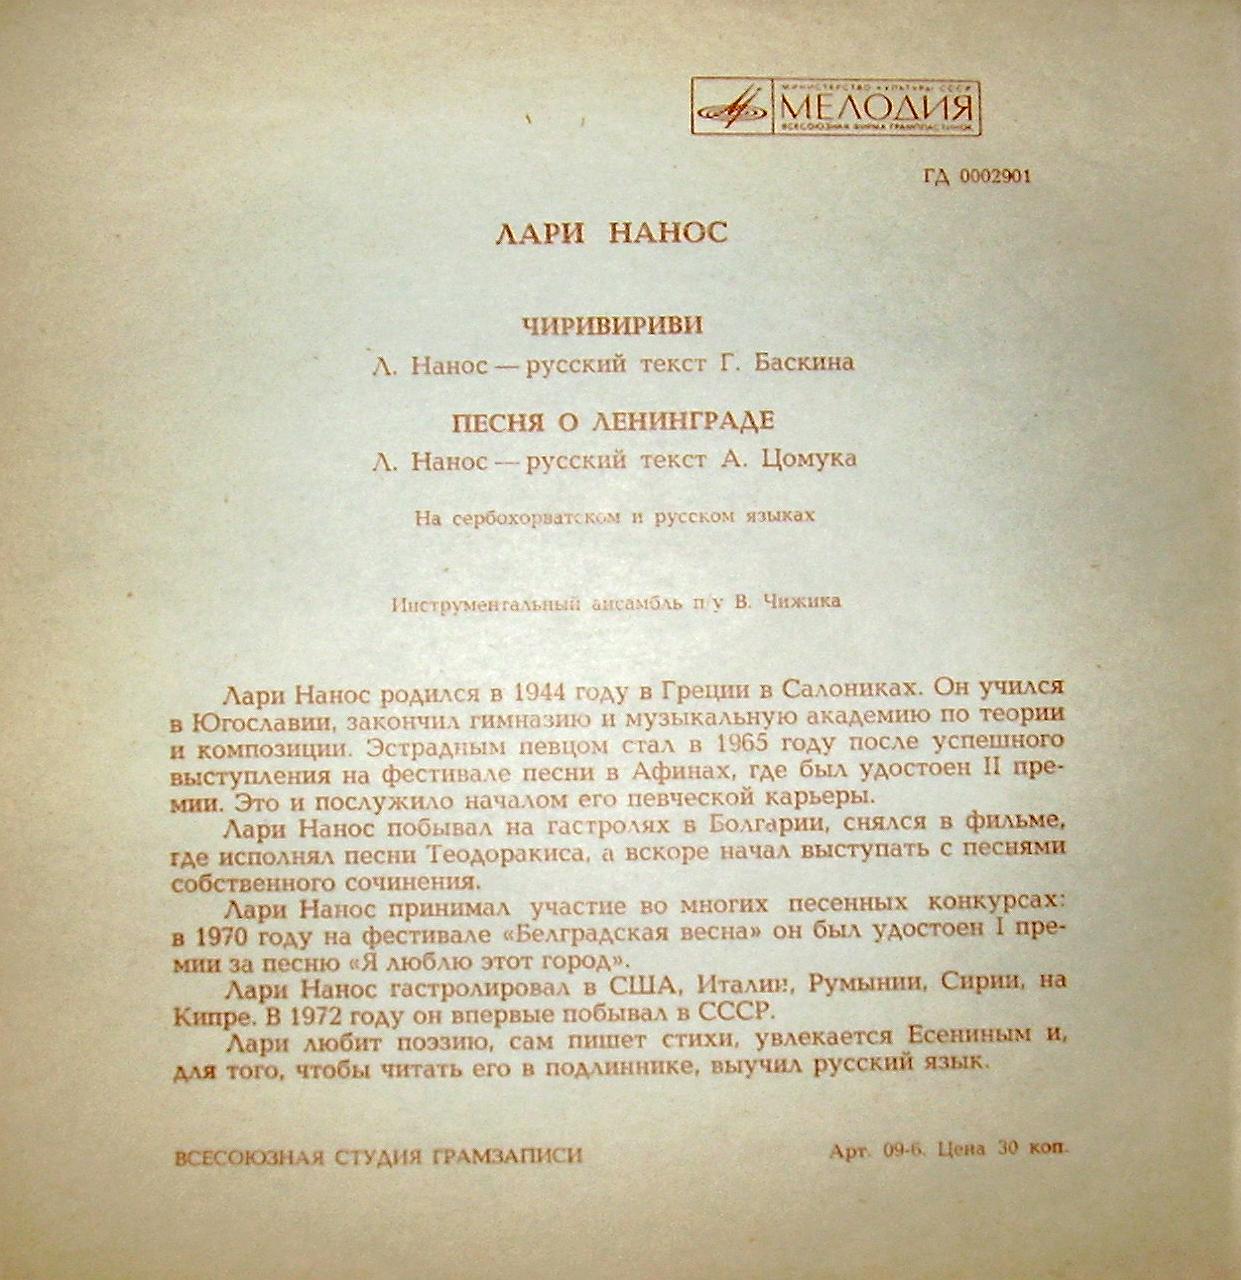 МИНИСТЕРСТВО КУЛЬТУРЫ СССР
МЕЛОДИЯ
ВСЕСОЮЗНАЯ ФИРМА ГРАМПЛАСТИНОК
ГД 0002901
ЛАРИ НАНОС
ЧИРИВИРИВИ
Л. Нанос — русский текст Г. Баскина
ПЕСНЯ О ЛЕНИНГРАДЕ
Л. Нанос — русский текст А. Цомука
На сербохорватском и русском языках
Инструментальный ансамбль п/у В. Чижика
Лари Нанос родился в 1944 году в Греции в Салониках. Он учился
в Югославии, закончил гимназию и музыкальную академию по теории
и композиции. Эстрадным певцом стал в 1965 году после успешного
выступления на фестивале песни в Афинах, где был удостоен II пре-
мии. Это и послужило началом его певческой карьеры.
Лари Нанос побывал на гастролях в Болгарии, снялся в фильме,
где исполнял песни Теодоракиса, а вскоре начал выступать с песнями
собственного сочинения.
Лари Нанос принимал участие во многих песенных конкурсах:
в 1970 году на фестивале «Белградская весна» он был удостоен I пре-
мии за песню «Я люблю этот город».
Лари Нанос гастролировал в США, Италии, Румынии, Сирии, на
Кипре. В 1972 году он впервые побывал в СССР.
Лари любит поэзию, сам пишет стихи, увлекается Есениным и,
для того, чтобы читать его в подлиннике, выучил русский язык.
ВСЕСОЮЗНАЯ СТУДИЯ ГРАМЗАПИСИ
Арт. 09-6. Цена 30 коп.